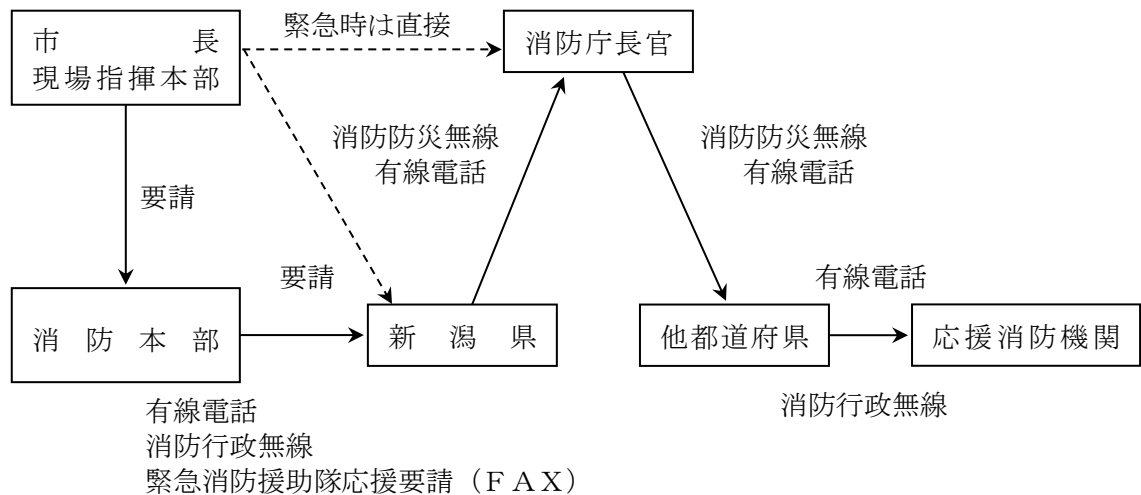 緊急時は直接
市長
現場指揮本部
消防庁長官
消防防災無線
有線電話
消防防災無線
有線電話
要請
要請
有線電話
消防本部
新潟県
他都道府県
応援消防機関
消防行政無線
有線電話
消防行政無線
緊急消防援助隊応援要請（ＦＡＸ）